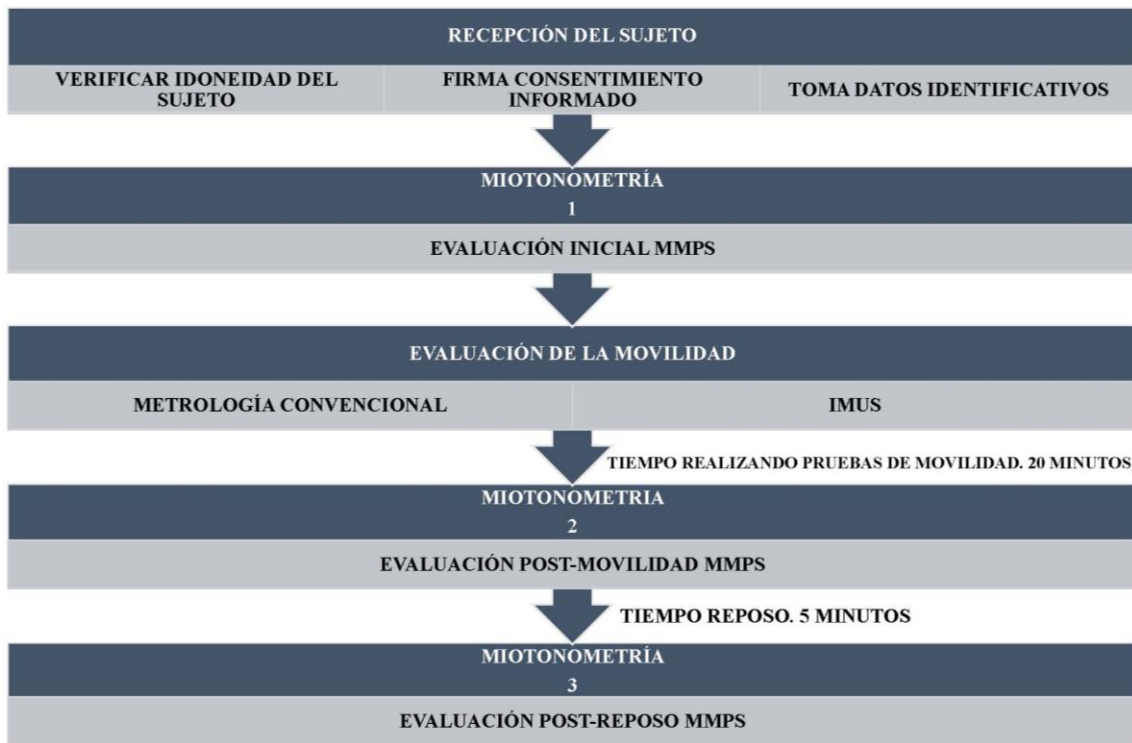 RECEPCIÓN DEL SUJETO
VERIFICAR IDONEIDAD DEL
SUJETO
FIRMA CONSENTIMIENTO
INFORMADO
TOMA DATOS IDENTIFICATIVOS
MIOTONOMETRÍA
1
EVALUACIÓN INICIAL MMPS
EVALUACIÓN DE LA MOVILIDAD
METROLOGÍA CONVENCIONAL
IMUS
TIEMPO REALIZANDO PRUEBAS DE MOVILIDAD. 20 MINUTOS
MIOTONOMETRIA
2
EVALUACIÓN POST-MOVILIDAD MMPS
TIEMPO REPOSO. 5 MINUTOS
MIOTONOMETRÍA
3
EVALUACIÓN POST-REPOSO MMPS